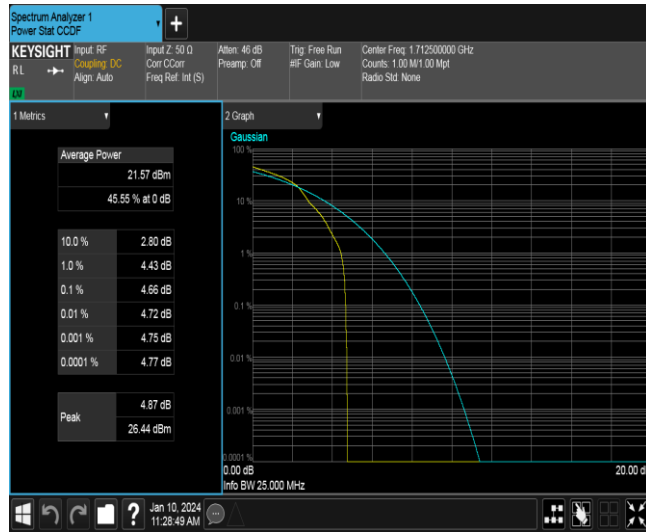 Spectrum Analyzer 1
Power Stat CCDF
KEYSIGHT
R L
LXI
Input: RF
Coupling: DC
Align: Auto
Input Z: 50 Ω
Corr CCorr
Freq Ref: Int (S)
Atten: 46 dB
Preamp: Off
Trig: Free Run
#IF Gain: Low
Center Freq: 1.712500000 GHz
Counts: 1.00 M/1.00 Mpt
Radio Std: None
1 Metrics
Average Power
21.57 dBm
45.55 % at 0 dB
10.0 % 2.80 dB
1.0 % 4.43 dB
0.1 % 4.66 dB
0.01 % 4.72 dB
0.001 % 4.75 dB
0.0001 % 4.77 dB
Peak
4.87 dB
26.44 dBm
2 Graph
Gaussian
100 %
10 %
1 %
0.1 %
0.01 %
0.001 %
0.0001 %
0.00 dB
20.00 d
Info BW 25.000 MHz
?
Jan 10, 2024
11:28:49 AM